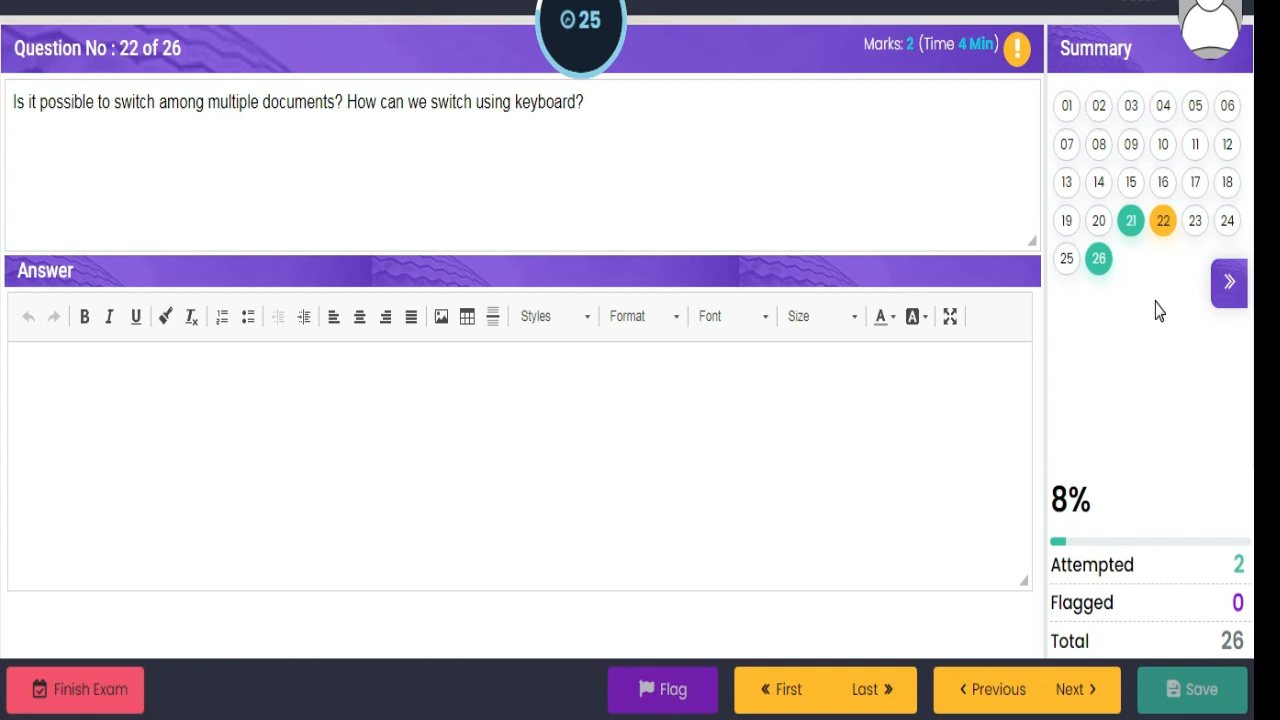 25
Question No : 22 of 26
Marks: 2 (Time 4 Min)
Summary
Is it possible to switch among multiple documents? How can we switch using keyboard?
01 02 03 04 05 06
07 08 09 10 11 12
13 14 15 16 17 18
19 20 21 22 23 24
25 26
Answer
Styles Format Font Size
8%
Attempted 2
Flagged 0
Total 26
Finish Exam
Flag
First Last
Previous Next
Save